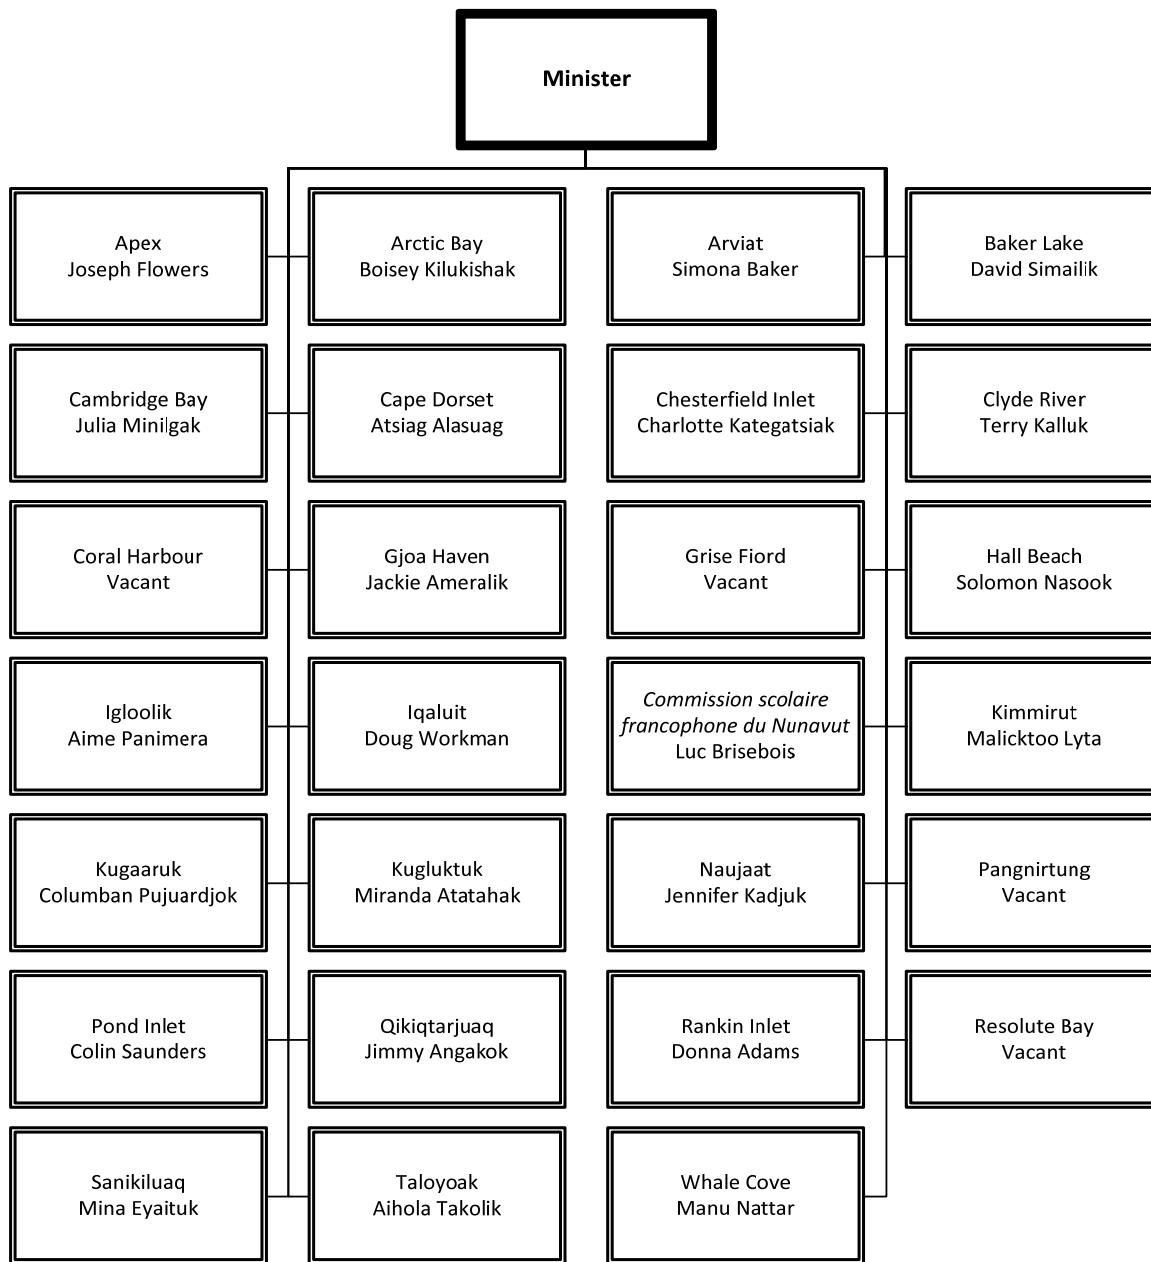 Minister
Apex
Joseph Flowers
Arctic Bay
Boisey Kilukishak
Arviat
Simona Baker
Baker Lake
David Simailik
Cambridge Bay
Julia Minilgak
Cape Dorset
Atsiag Alasuag
Chesterfield Inlet
Charlotte Kategatsiak
Clyde River
Terry Kalluk
Coral Harbour
Vacant
Gjoa Haven
Jackie Ameralik
Grise Fiord
Vacant
Hall Beach
Solomon Nasook
Igloolik
Aime Panimera
Iqaluit
Doug Workman
Commission scolaire
francophone du Nunavut
Luc Brisebois
Kimmirut
Malicktoo Lyta
Kugaaruk
Columban Pujuardjok
Kugluktuk
Miranda Atatahak
Naujaat
Jennifer Kadjuk
Pangnirtung
Vacant
Pond Inlet
Colin Saunders
Qikiqtarjuaq
Jimmy Angakok
Rankin Inlet
Donna Adams
Resolute Bay
Vacant
Sanikiluaq
Mina Eyaituk
Taloyoak
Aihola Takolik
Whale Cove
Manu Nattar